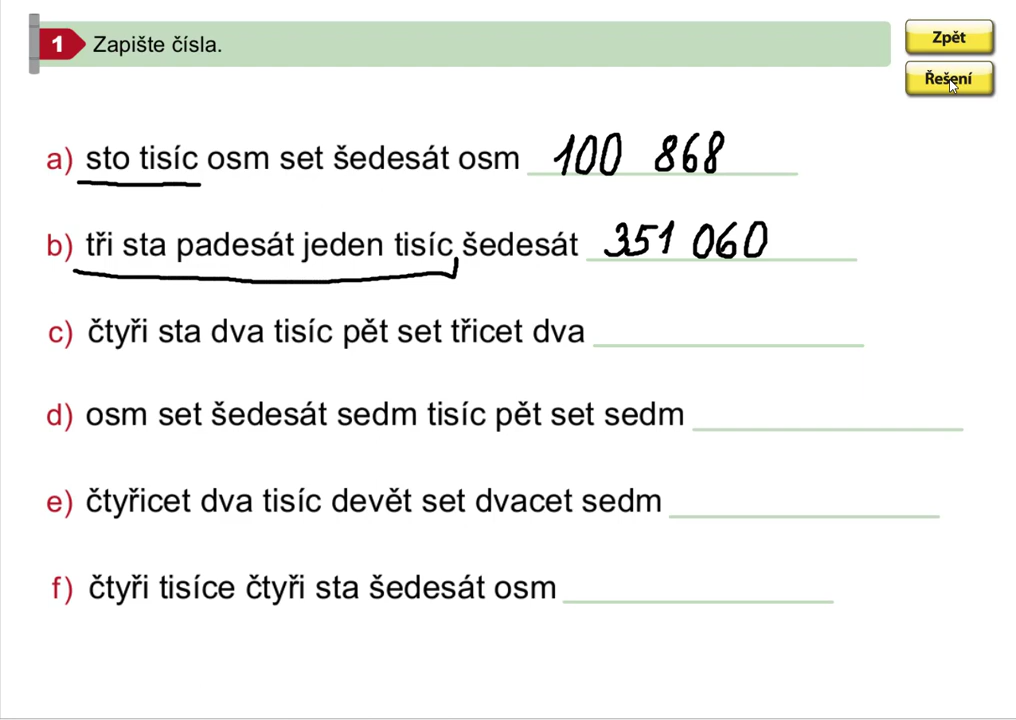 1 Zapište čísla.
Zpět
Řešení
a) sto tisíc osm set šedesát osm 100 868
b) tři sta padesát jeden tisíc šedesát 351 060
c) čtyři sta dva tisíc pět set třicet dva
d) osm set šedesát sedm tisíc pět set sedm
e) čtyřicet dva tisíc devět set dvacet sedm
f) čtyři tisíce čtyři sta šedesát osm